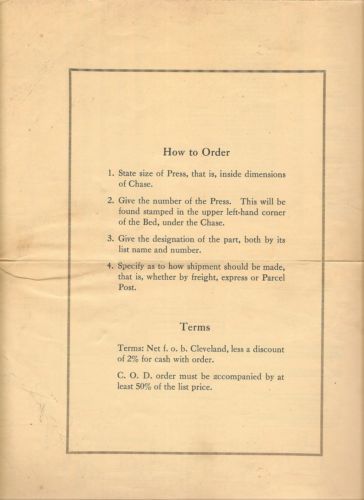 How to Order
1. State size of Press, that is, inside dimensions
of Chase.
2. Give the number of the Press. This will be
found stamped in the upper left-hand corner
of the Bed, under the Chase.
3. Give the designation of the part, both by its
list name and number.
4. Specify as to how shipment should be made,
that is, whether by freight, express or Parcel
Post.
Terms
Terms: Net f. o. b. Cleveland, less a discount
of 2% for cash with order.
C. O. D. order must be accompanied by at
least 50% of the list price.